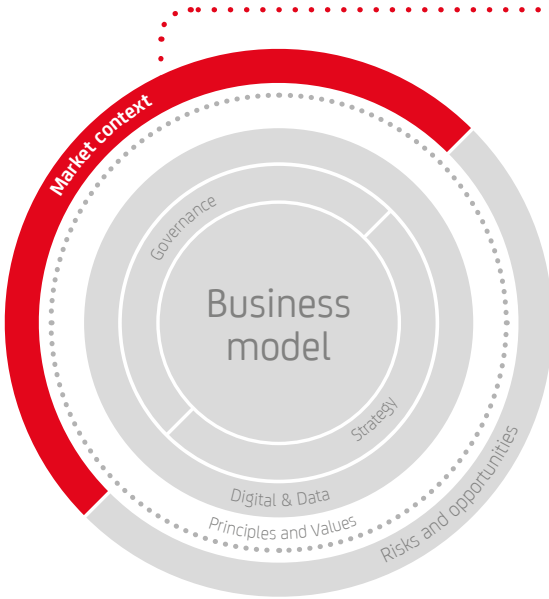 Market context
Governance
Business
model
Strategy
Digital & Data
Principles and Values
Risks and opportunities